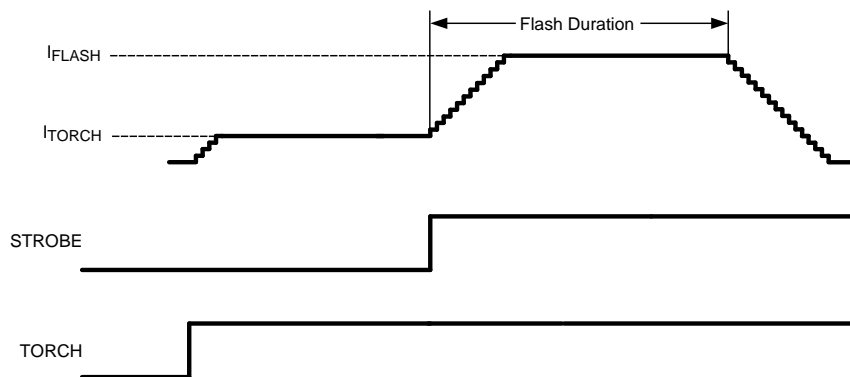 Flash Duration
IFLASH
ITORCH
STROBE
TORCH